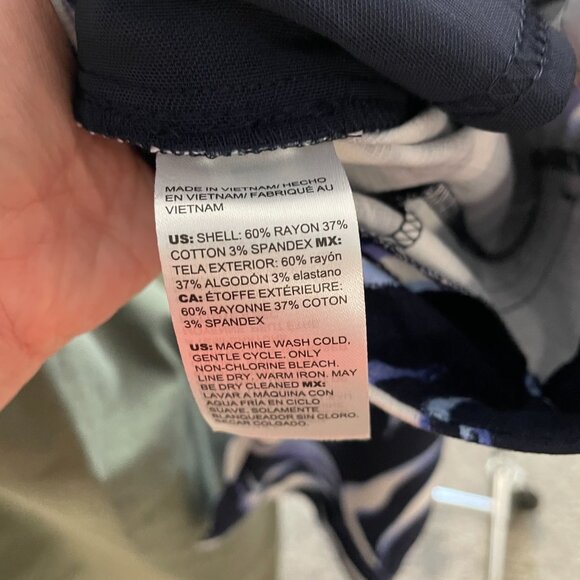 MADE IN VIETNAM/ HECHO
EN VIETNAM/ FABRIQUÉ AU
VIETNAM
US: SHELL: 60% RAYON 37%
COTTON 3% SPANDEX MX:
TELA EXTERIOR: 60% rayón
37% ALGODÓN 3% elastano
CA: ÉTOFFE EXTÉRIEURE:
60% RAYONNE 37% COTON
3% SPANDEX
US: MACHINE WASH COLD,
GENTLE CYCLE. ONLY
NON-CHLORINE BLEACH.
LINE DRY, WARM IRON. MAY
BE DRY CLEANED MX:
LAVAR A MÁQUINA CON
AGUA FRÍA EN CICLO
SUAVE. SOLAMENTE
BLANQUEADOR SIN CLORO.
SECAR COLGADO.